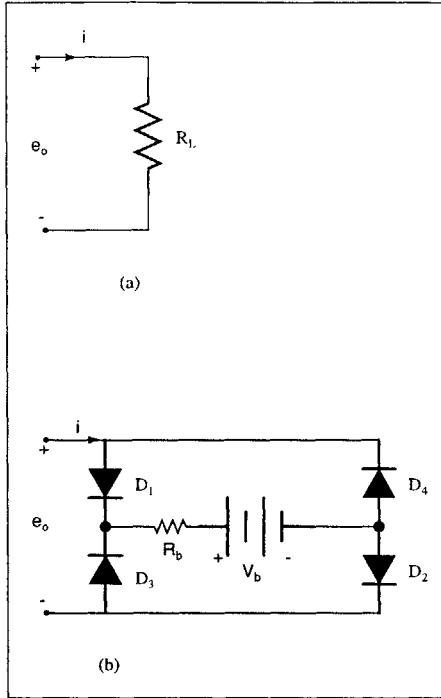 i
+
e₀
R_L
-
(a)
i
+
D₁
D₄
e₀
R_b
+
V_b
-
D₃
D₂
-
(b)